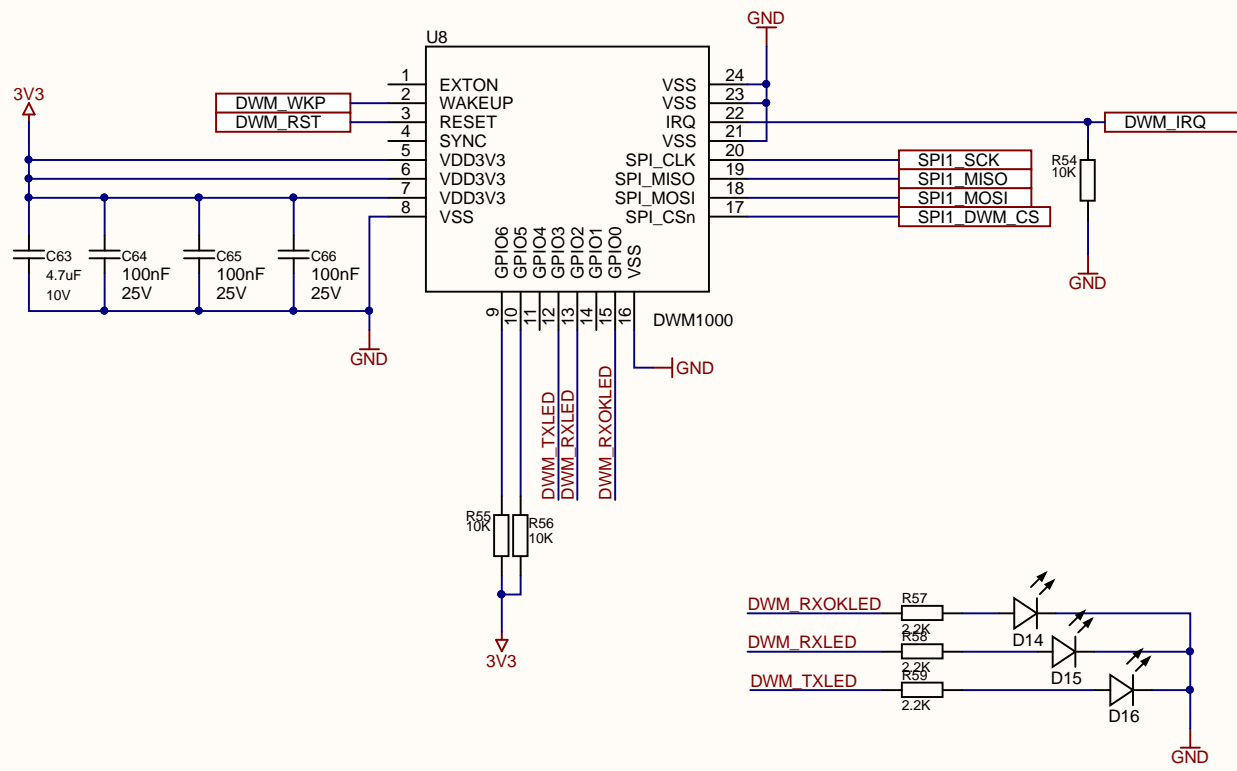 GND
U8
1 EXTON VSS 24
3V3
DWM_WKP 2 WAKEUP VSS 23
DWM_RST 3 RESET IRQ 22 DWM_IRQ
4 SYNC VSS 21
5 VDD3V3 SPI_CLK 20 SPI1_SCK
6 VDD3V3 SPI_MISO 19 SPI1_MISO
7 VDD3V3 SPI_MOSI 18 SPI1_MOSI
8 VSS SPI_CSn 17 SPI1_DWM_CS
R54
10K
GND
C63
4.7uF
10V
C64
100nF
25V
C65
100nF
25V
C66
100nF
25V
GND
GPIO6
GPIO5
GPIO4
GPIO3
GPIO2
GPIO1
GPIO0
VSS
9
10
11
12
13
14
15
16
DWM1000
GND
DWM_TXLED
DWM_RXLED
DWM_RXOKLED
R55
10K
R56
10K
3V3
DWM_RXOKLED
R57
2.2K
D14
DWM_RXLED
R58
2.2K
D15
DWM_TXLED
R59
2.2K
D16
GND